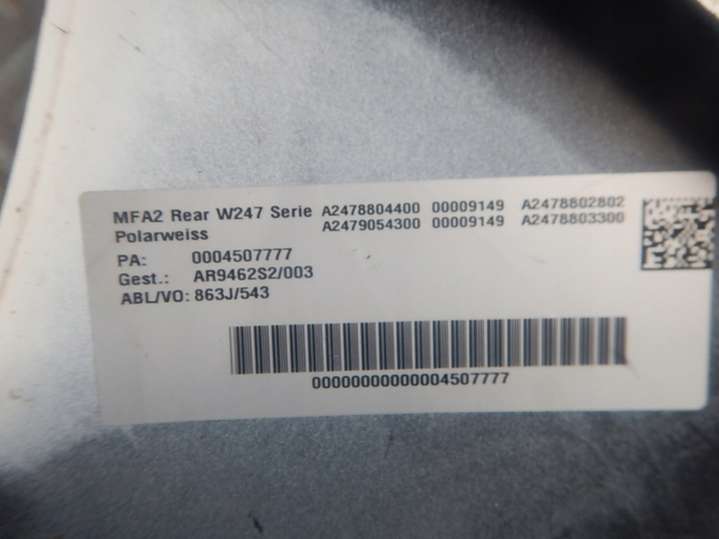 MFA2 Rear W247 Serie A2478804400 00009149 A2478802802
Polarweiss A2479054300 00009149 A2478803300
PA: 0004507777
Gest.: AR9462S2/003
ABL/VO: 863J/543
00000000000004507777